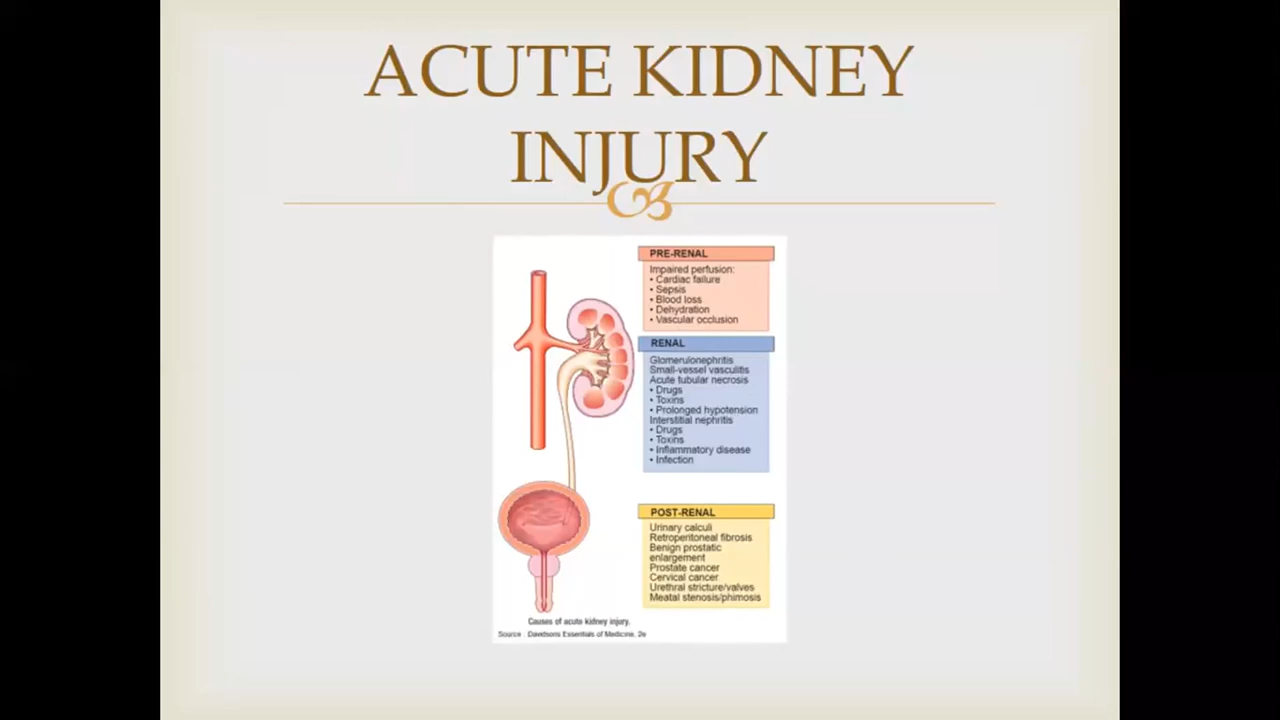 ACUTE KIDNEY
INJURY
PRE-RENAL
Impaired perfusion:
• Cardiac failure
• Sepsis
• Blood loss
• Dehydration
• Vascular occlusion
RENAL
Glomerulonephritis
Small-vessel vasculitis
Acute tubular necrosis
• Drugs
• Toxins
• Prolonged hypotension
Interstitial nephritis
• Drugs
• Toxins
• Inflammatory disease
• Infection
POST-RENAL
Urinary calculi
Retroperitoneal fibrosis
Benign prostatic
enlargement
Prostate cancer
Cervical cancer
Urethral stricture/valves
Meatal stenosis/phimosis
Causes of acute kidney injury.
Source : Davidsons Essentials of Medicine, 2e